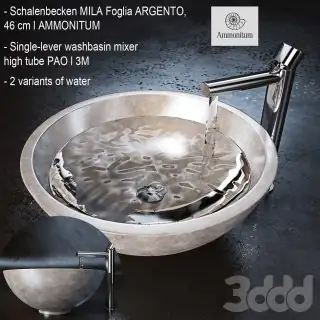 - Schalenbecken MILA Foglia ARGENTO,
46 cm I AMMONITUM
- Single-lever washbasin mixer
high tube PAO I 3M
- 2 variants of water
Ammonitum
3ddd